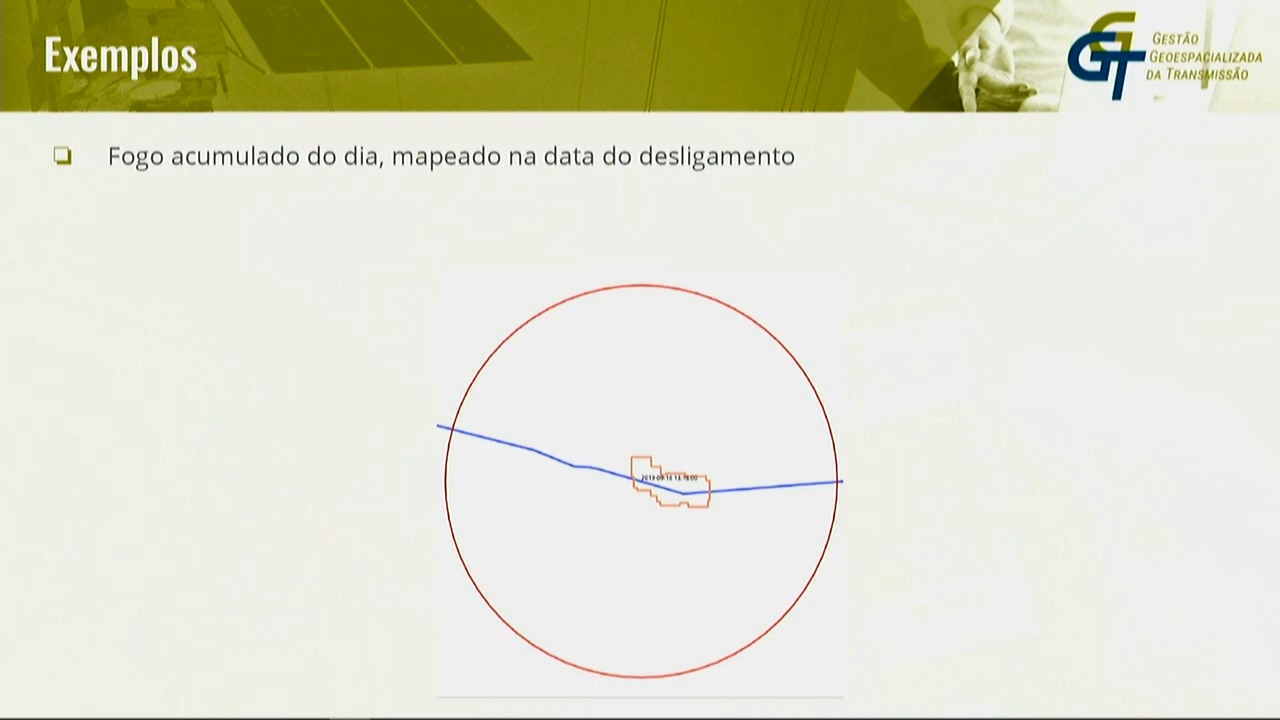 Exemplos
GESTÃO
GEOESPACIALIZADA
DA TRANSMISSÃO
Fogo acumulado do dia, mapeado na data do desligamento